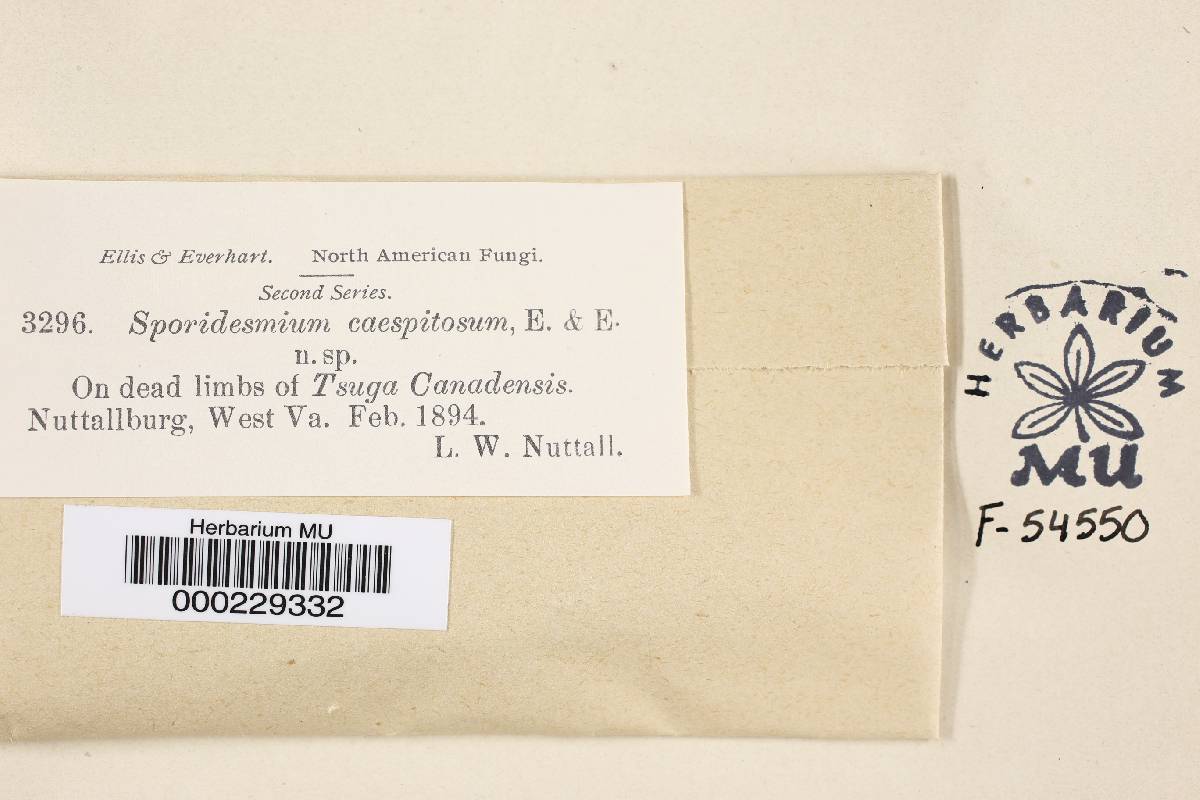 Ellis & Everhart. North American Fungi.
Second Series.
3296. Sporidesmium caespitosum, E. & E.
n. sp.
On dead limbs of Tsuga Canadensis.
Nuttallburg, West Va. Feb. 1894.
L. W. Nuttall.
Herbarium MU
000229332
HERBARIUM
MU
F-54550